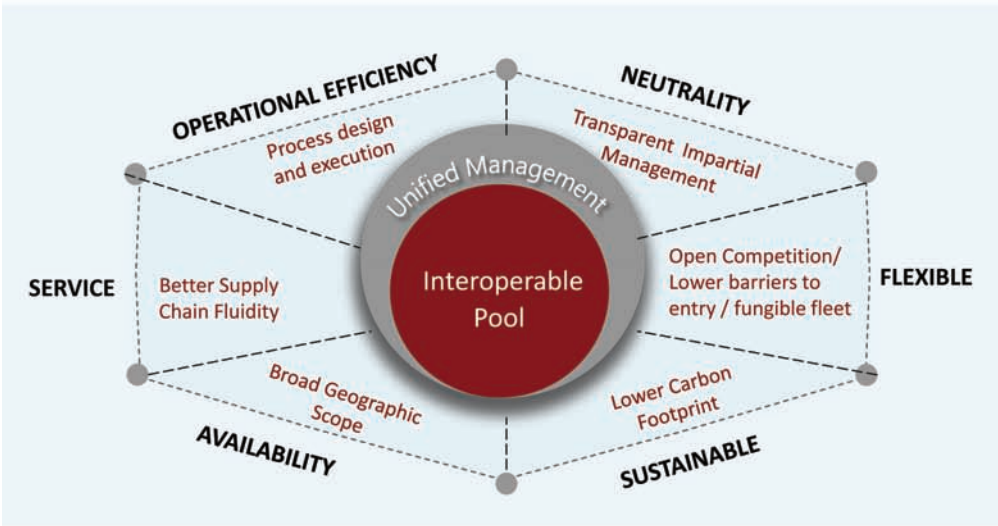 OPERATIONAL EFFICIENCY
Process design
and execution
NEUTRALITY
Transparent Impartial
Management
Unified Management
Interoperable
Pool
SERVICE
Better Supply
Chain Fluidity
Open Competition/
Lower barriers to
entry / fungible fleet
FLEXIBLE
Broad Geographic
Scope
AVAILABILITY
Lower Carbon
Footprint
SUSTAINABLE